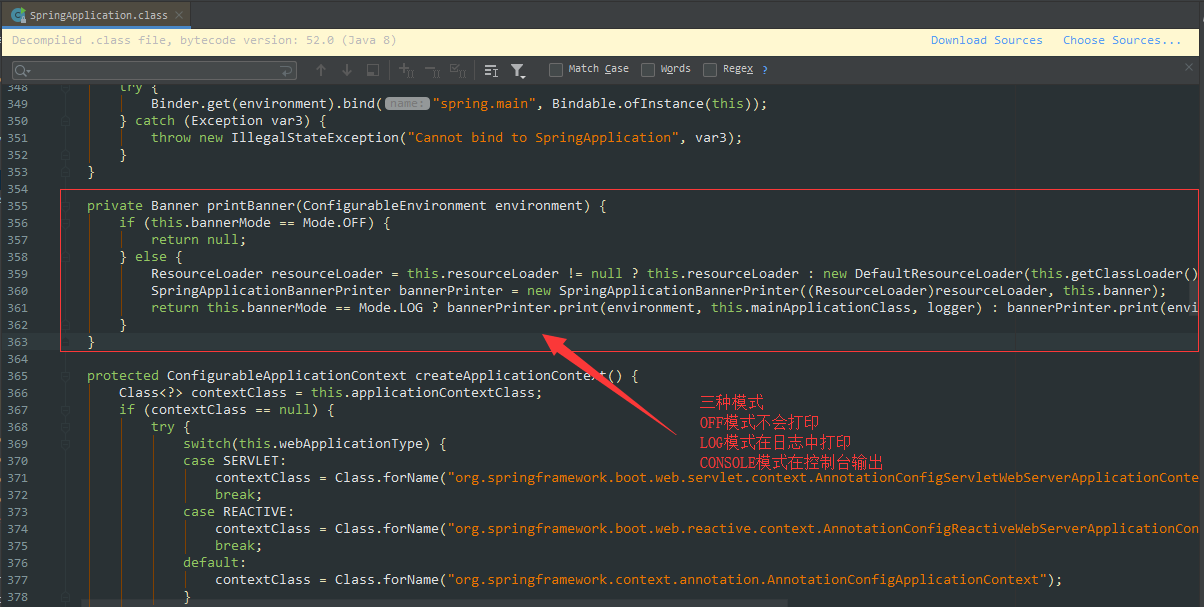 SpringApplication.class
Decompiled .class file, bytecode version: 52.0 (Java 8)
Download Sources
Choose Sources...
Match Case
Words
Regex
?
348 try {
349 Binder.get(environment).bind( name: "spring.main", Bindable.ofInstance(this));
350 } catch (Exception var3) {
351 throw new IllegalStateException("Cannot bind to SpringApplication", var3);
352 }
353 }
354
355 private Banner printBanner(ConfigurableEnvironment environment) {
356 if (this.bannerMode == Mode.OFF) {
357 return null;
358 } else {
359 ResourceLoader resourceLoader = this.resourceLoader != null ? this.resourceLoader : new DefaultResourceLoader(this.getClassLoader()
360 SpringApplicationBannerPrinter bannerPrinter = new SpringApplicationBannerPrinter((ResourceLoader)resourceLoader, this.banner);
361 return this.bannerMode == Mode.LOG ? bannerPrinter.print(environment, this.mainApplicationClass, logger) : bannerPrinter.print(envi
362 }
363 }
364
365 protected ConfigurableApplicationContext createApplicationContext() {
366 Class<?> contextClass = this.applicationContextClass;
367 if (contextClass == null) {
368 try {
369 switch(this.webApplicationType) {
370 case SERVLET:
371 contextClass = Class.forName("org.springframework.boot.web.servlet.context.AnnotationConfigServletWebServerApplicationConte
372 break;
373 case REACTIVE:
374 contextClass = Class.forName("org.springframework.boot.web.reactive.context.AnnotationConfigReactiveWebServerApplicationCon
375 break;
376 default:
377 contextClass = Class.forName("org.springframework.context.annotation.AnnotationConfigApplicationContext");
378 }
三种模式
OFF模式不会打印
LOG模式在日志中打印
CONSOLE模式在控制台输出